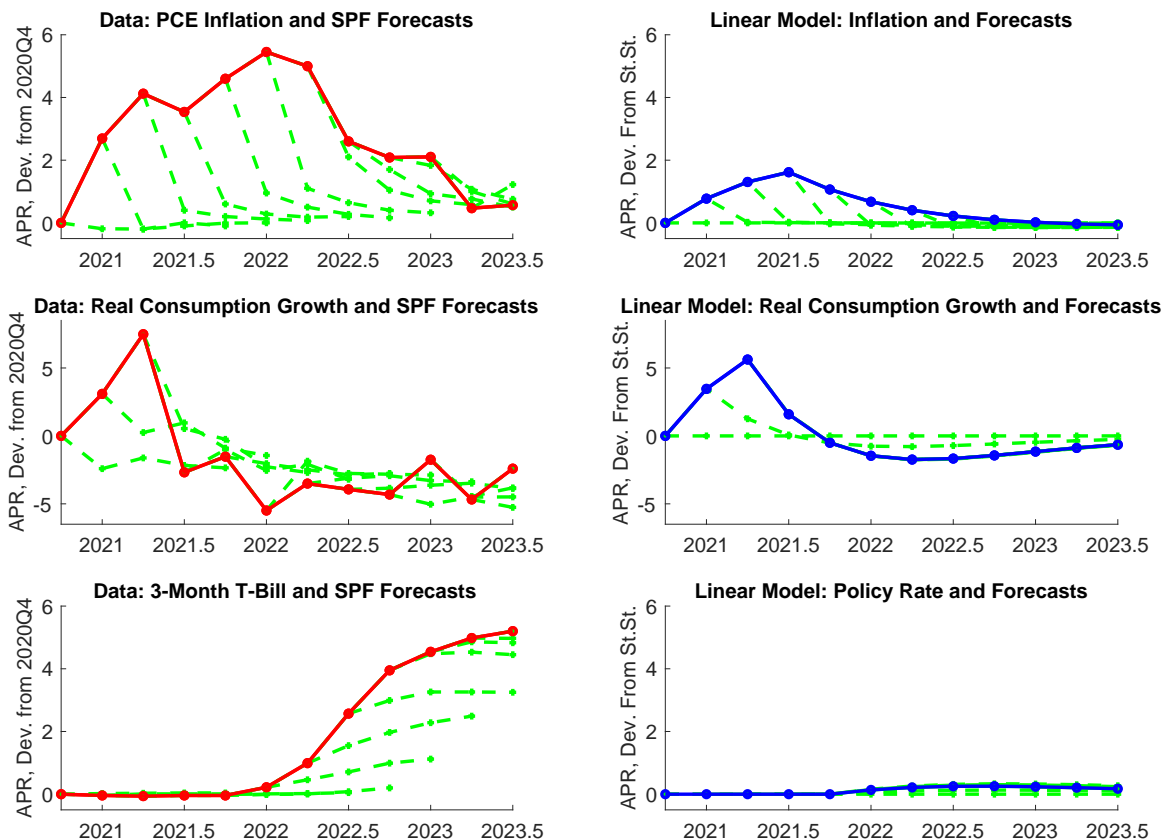 Data: PCE Inflation and SPF Forecasts
APR, Dev. from 2020Q4
6
4
2
0
2021 2021.5 2022 2022.5 2023 2023.5
Linear Model: Inflation and Forecasts
APR, Dev. From St.St.
6
4
2
0
2021 2021.5 2022 2022.5 2023 2023.5
Data: Real Consumption Growth and SPF Forecasts
APR, Dev. from 2020Q4
5
0
-5
2021 2021.5 2022 2022.5 2023 2023.5
Linear Model: Real Consumption Growth and Forecasts
APR, Dev. From St.St.
5
0
-5
2021 2021.5 2022 2022.5 2023 2023.5
Data: 3-Month T-Bill and SPF Forecasts
APR, Dev. from 2020Q4
6
4
2
0
2021 2021.5 2022 2022.5 2023 2023.5
Linear Model: Policy Rate and Forecasts
APR, Dev. From St.St.
6
4
2
0
2021 2021.5 2022 2022.5 2023 2023.5